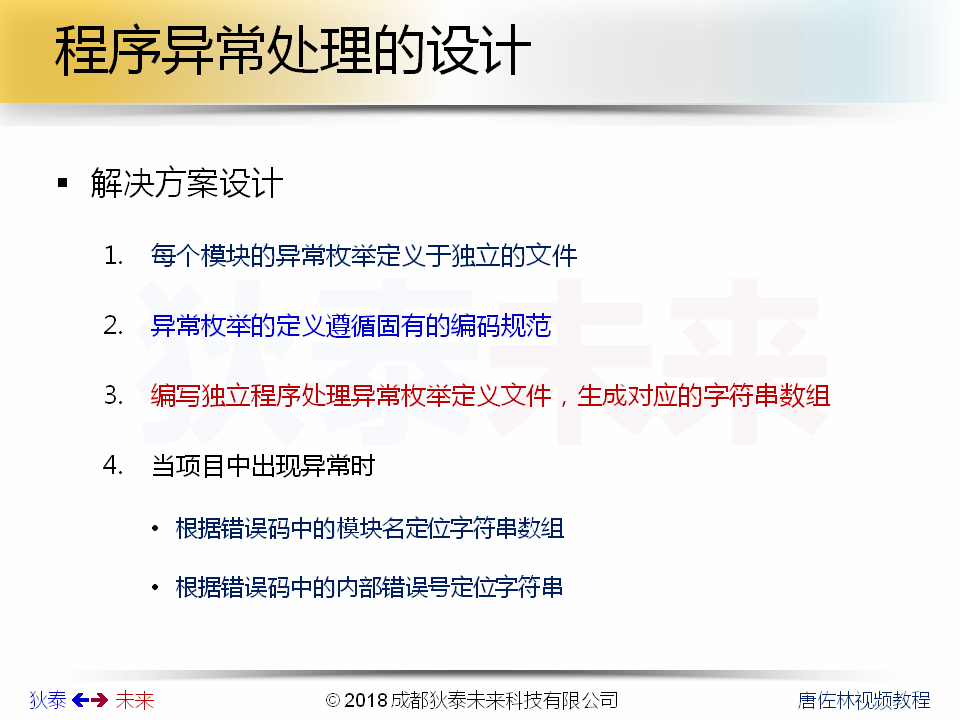 程序异常处理的设计
▪ 解决方案设计
1. 每个模块的异常枚举定义于独立的文件
2. 异常枚举的定义遵循固有的编码规范
3. 编写独立程序处理异常枚举定义文件，生成对应的字符串数组
4. 当项目中出现异常时
• 根据错误码中的模块名定位字符串数组
• 根据错误码中的内部错误号定位字符串
狄泰未来
狄泰 未来 © 2018 成都狄泰未来科技有限公司 唐佐林视频教程